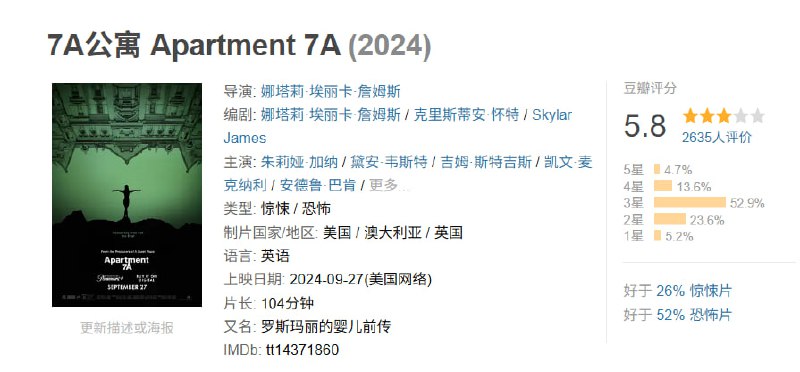 7A公寓 Apartment 7A (2024)
导演: 娜塔莉·埃丽卡·詹姆斯
编剧: 娜塔莉·埃丽卡·詹姆斯 / 克里斯蒂安·怀特 / Skylar
James
主演: 朱莉娅·加纳 / 黛安·韦斯特 / 吉姆·斯特吉斯 / 凯文·麦
克纳利 / 安德鲁·巴肯 / 更多...
类型: 惊悚 / 恐怖
制片国家/地区: 美国 / 澳大利亚 / 英国
语言: 英语
上映日期: 2024-09-27(美国网络)
片长: 104分钟
又名: 罗斯玛丽的婴儿前传
IMDb: tt14371860
Apartment
7A
SEPTEMBER 27
更新描述或海报
豆瓣评分
5.8
2635人评价
5星 4.7%
4星 13.6%
3星 52.9%
2星 23.6%
1星 5.2%
好于 26% 惊悚片
好于 52% 恐怖片